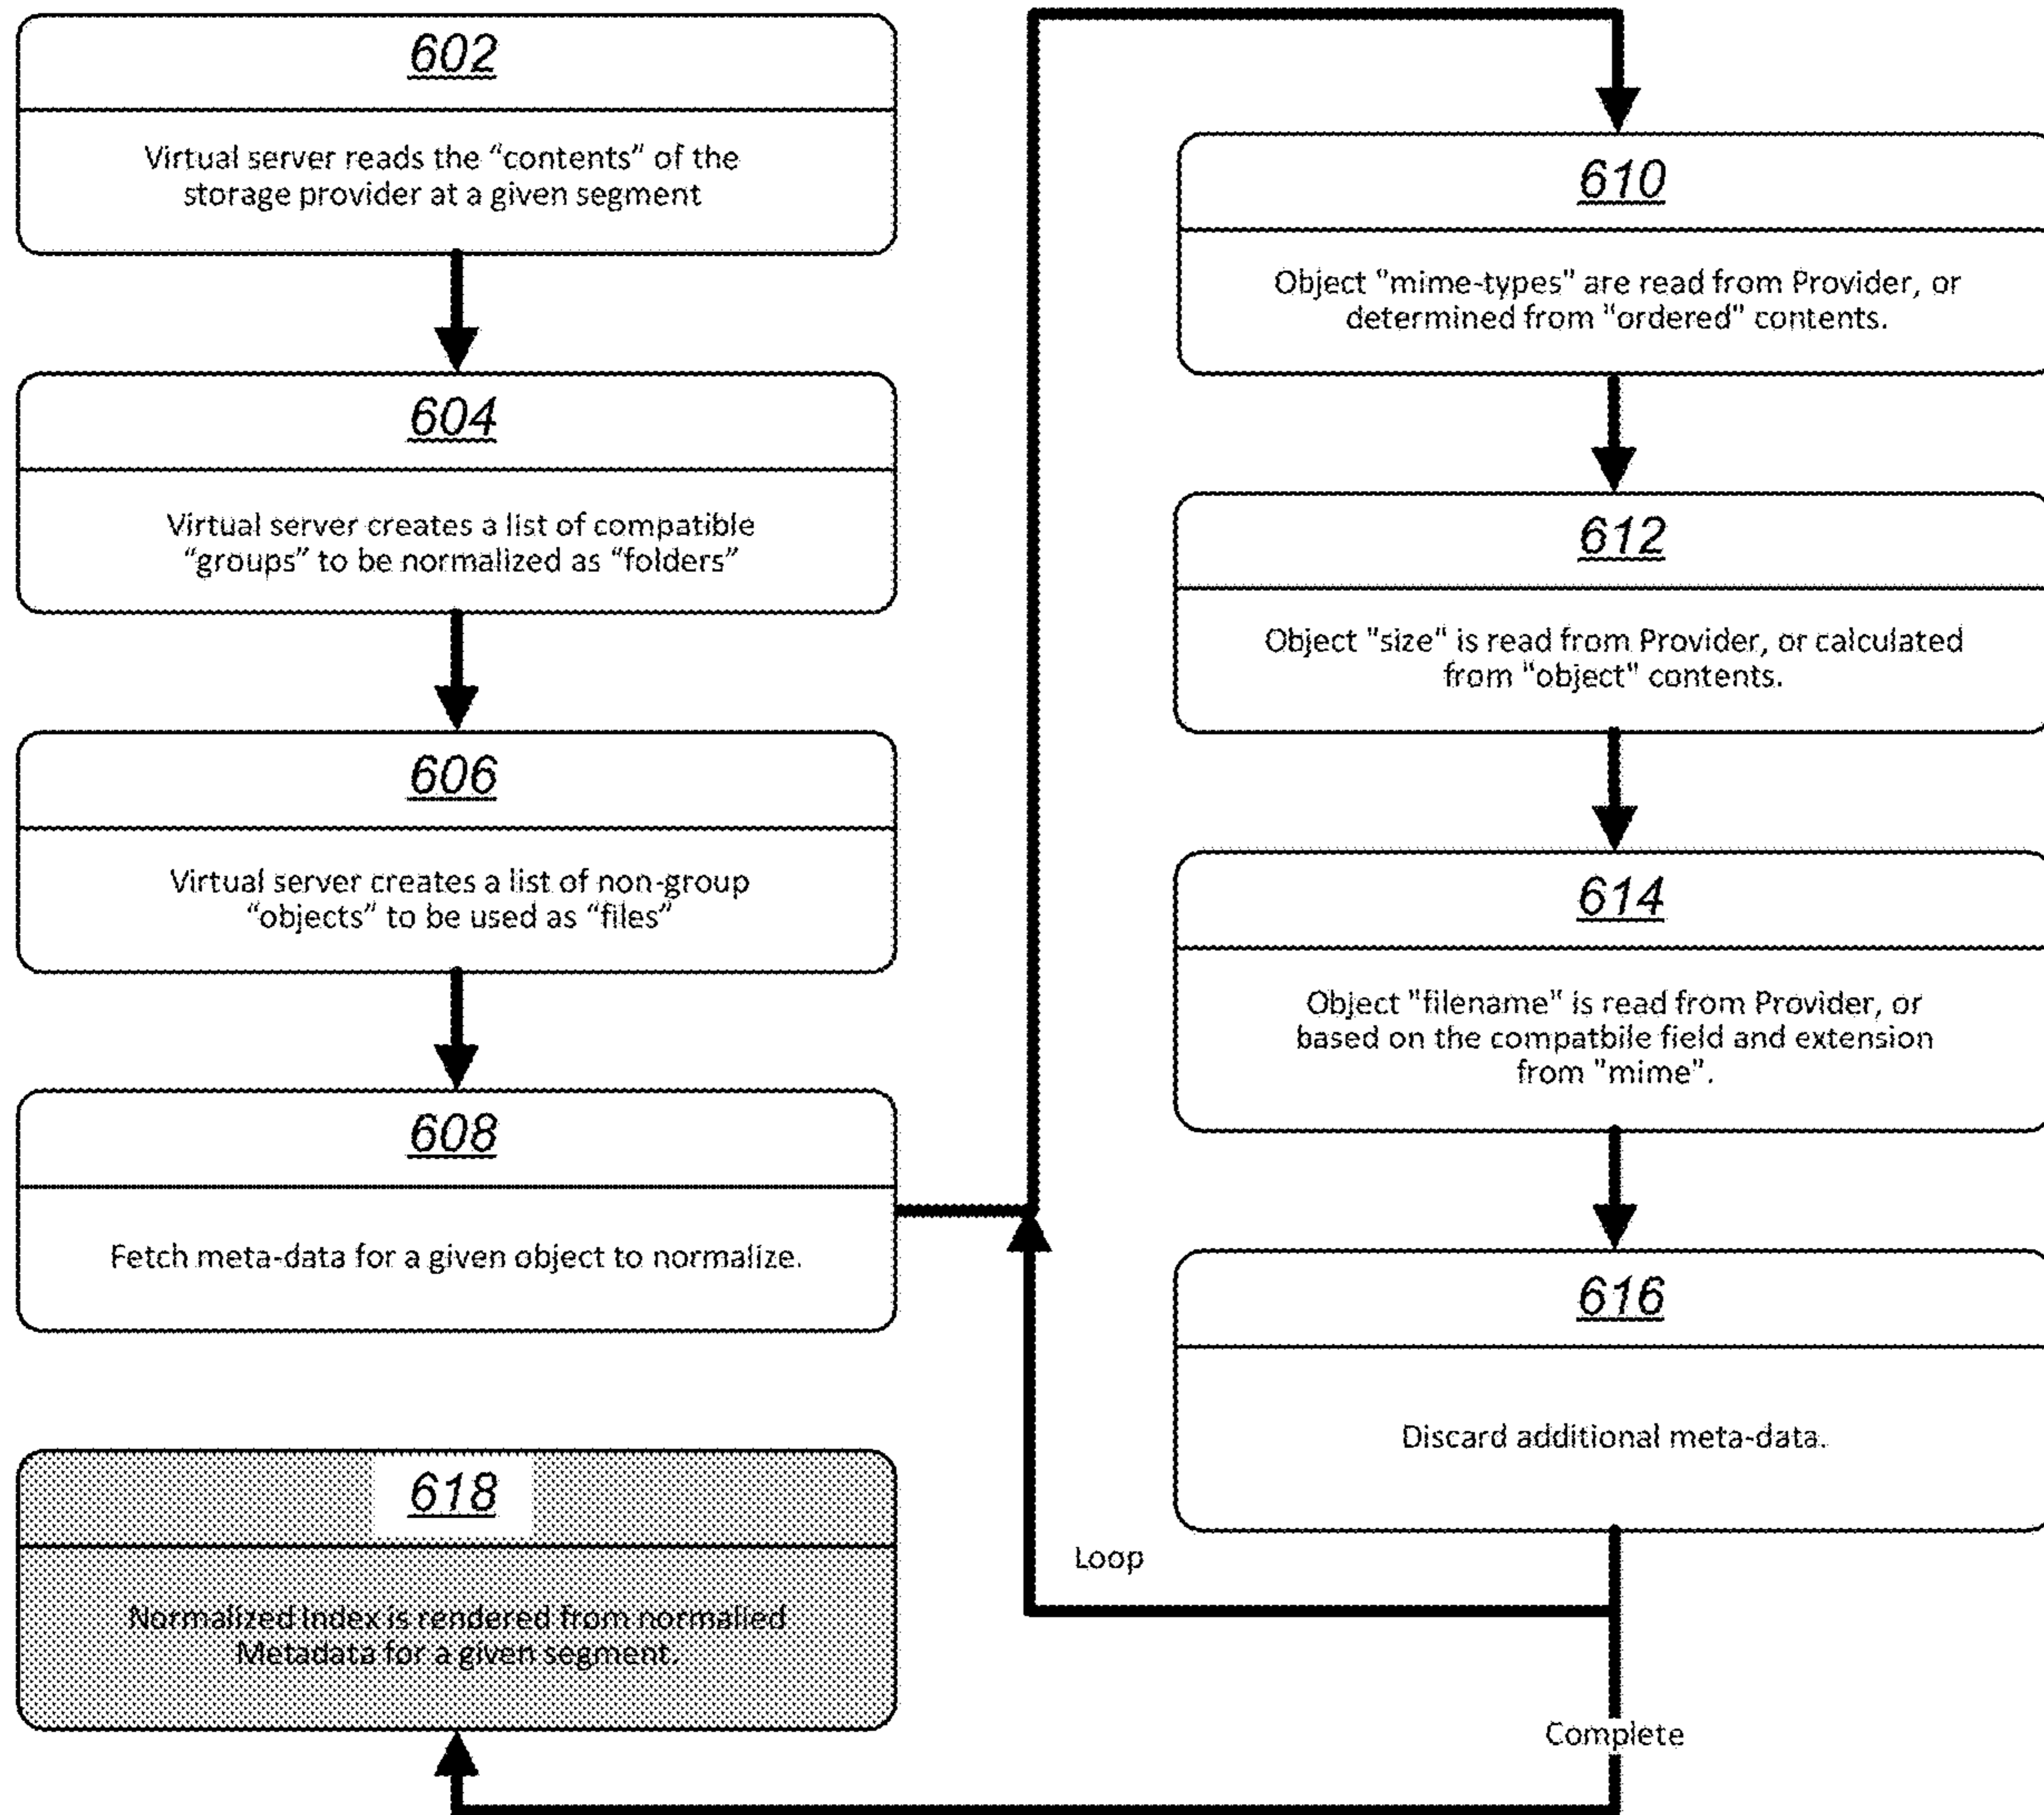 602
Virtual server reads the “contents” of the
storage provider at a given segment
604
Virtual server creates a list of compatible
“groups” to be normalized as “folders”
606
Virtual server creates a list of non-group
“objects” to be used as “files”
608
Fetch meta-data for a given object to normalize.
610
Object "mime-types" are read from Provider, or
determined from "ordered" contents.
612
Object "size" is read from Provider, or calculated
from "object" contents.
614
Object "filename" is read from Provider, or
based on the compatbile field and extension
from "mime".
616
Discard additional meta-data.
Loop
Complete
618
Normalized Index is rendered from normalied
Metadata for a given segment.